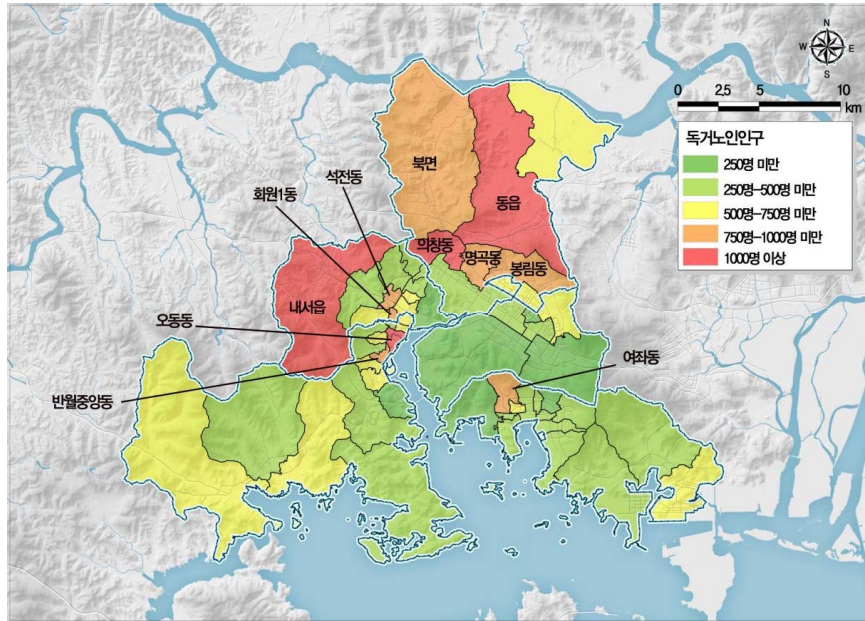 N
W E
S
0 2,5 5 10
km
독거노인인구
250명 미만
250명-500명 미만
500명-750명 미만
750명-1000명 미만
1000명 이상
북면
석전동
회원1동
동읍
의창동
명곡동
봉림동
내서읍
오동동
여좌동
반월중앙동